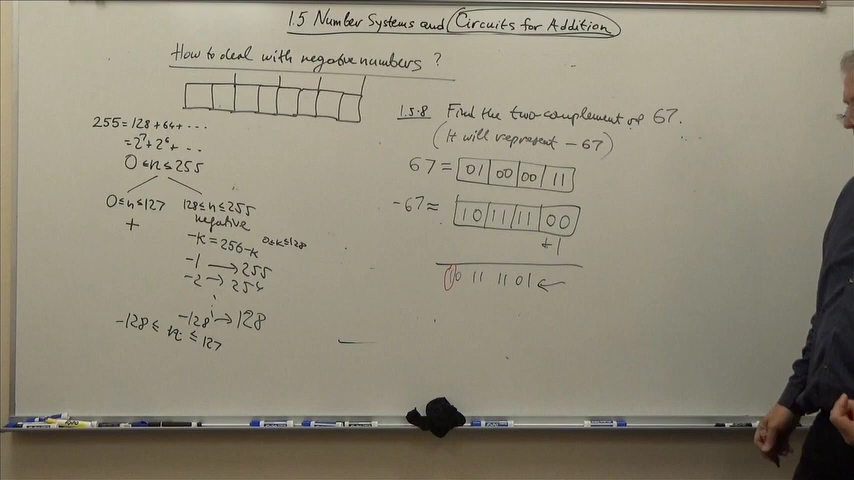 1.5 Number Systems and Circuits for Addition
How to deal with negative numbers ?
255 = 128 + 64 + ...
= 2^7 + 2^6 + ...
0 ≤ n ≤ 255
0 ≤ n ≤ 127
+
128 ≤ n ≤ 255
negative
-k = 256 - k 0 ≤ k ≤ 128
-1 → 255
-2 → 254
⋮
-128 → 128
-128 ≤ n ≤ 127
1.5.8 Find the two-complement of 67.
(It will represent -67)
67 = 01 00 00 11
-67 ≈ 10 11 11 00
+1
10 11 11 01 ←